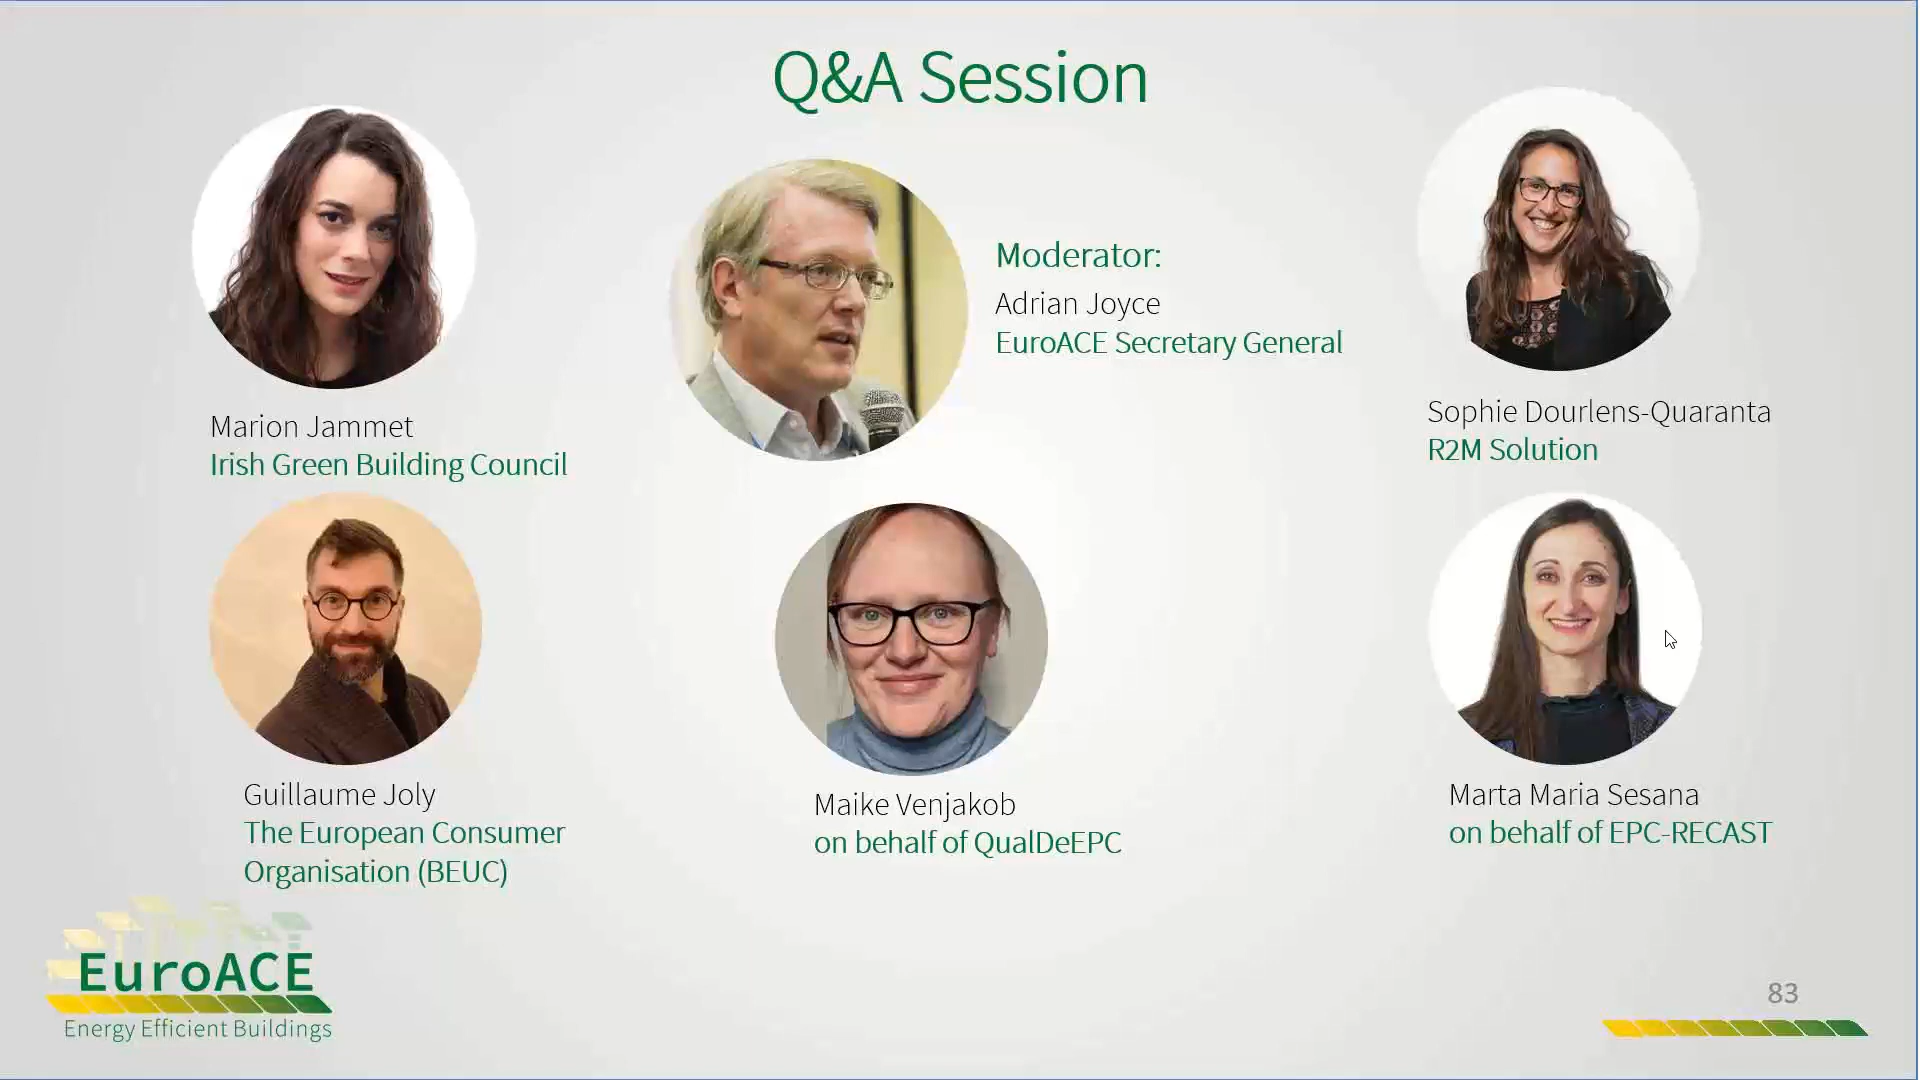 Q&A Session
Moderator:
Adrian Joyce
EuroACE Secretary General
Marion Jammet
Irish Green Building Council
Sophie Dourlens-Quaranta
R2M Solution
Guillaume Joly
The European Consumer
Organisation (BEUC)
Maike Venjakob
on behalf of QualDeEPC
Marta Maria Sesana
on behalf of EPC-RECAST
EuroACE
Energy Efficient Buildings
83